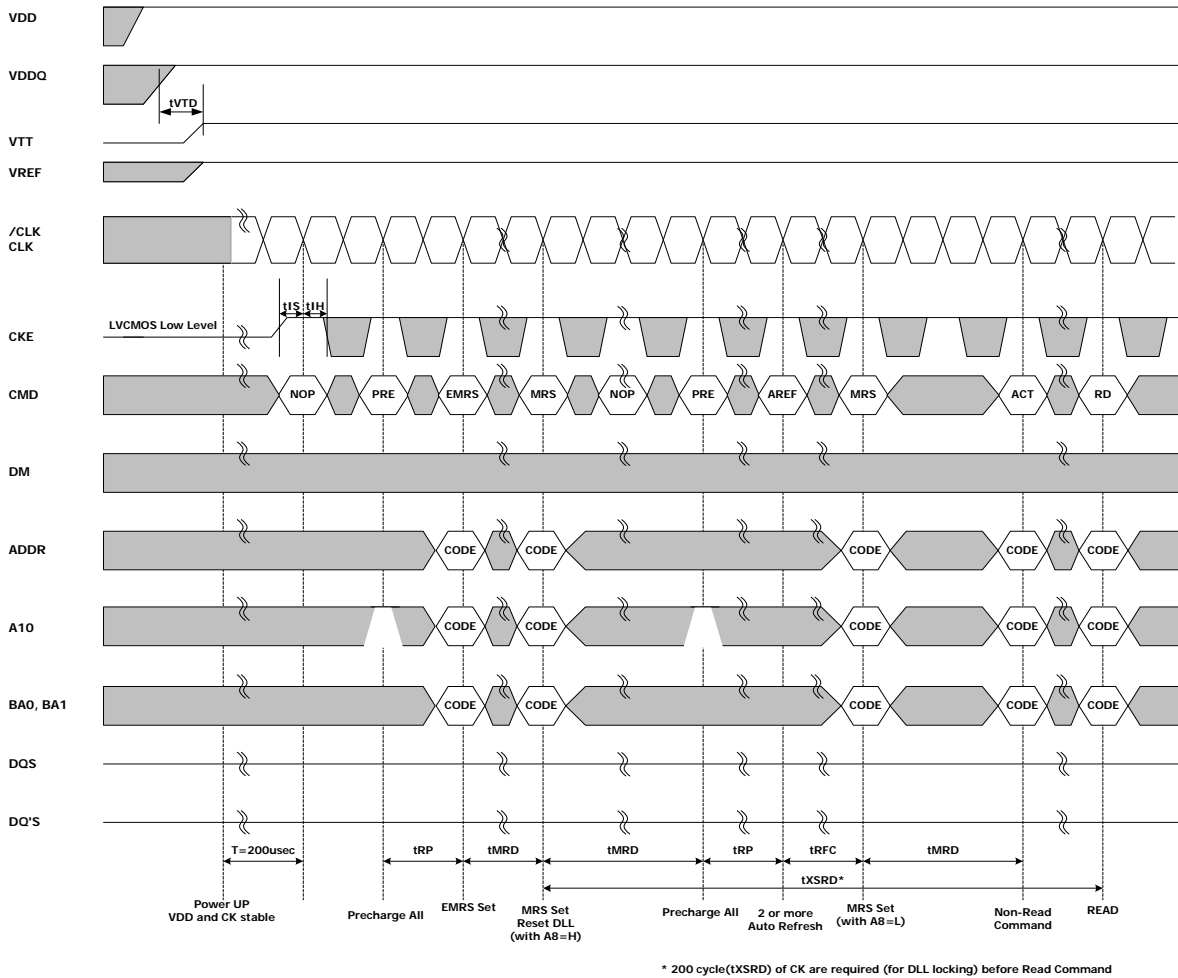 VDD
VDDQ
tVTD
VTT
VREF
/CLK
CLK
tIS tIH
LVCMOS Low Level
CKE
CMD NOP PRE EMRS MRS NOP PRE AREF MRS ACT RD
DM
ADDR CODE CODE CODE CODE CODE
A10 CODE CODE CODE CODE CODE
BA0, BA1 CODE CODE CODE CODE CODE
DQS
DQ'S
T=200usec tRP tMRD tMRD tRP tRFC tMRD
tXSRD*
Power UP
VDD and CK stable
Precharge All
EMRS Set
MRS Set
Reset DLL
(with A8=H)
Precharge All
2 or more
Auto Refresh
MRS Set
(with A8=L)
Non-Read
Command
READ
* 200 cycle(tXSRD) of CK are required (for DLL locking) before Read Command